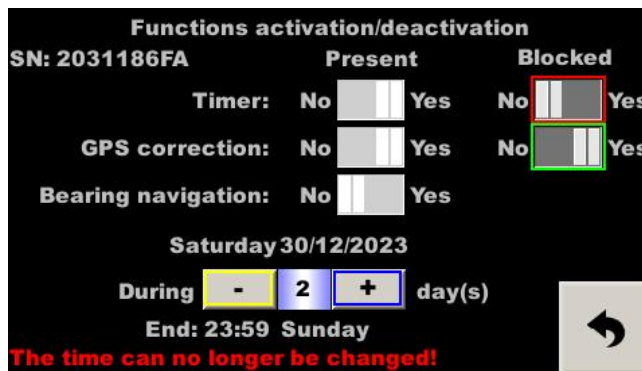 Functions activation/deactivation
SN: 2031186FA Present Blocked
Timer: No Yes No Yes
GPS correction: No Yes No Yes
Bearing navigation: No Yes
Saturday 30/12/2023
During - 2 + day(s)
End: 23:59 Sunday
The time can no longer be changed!